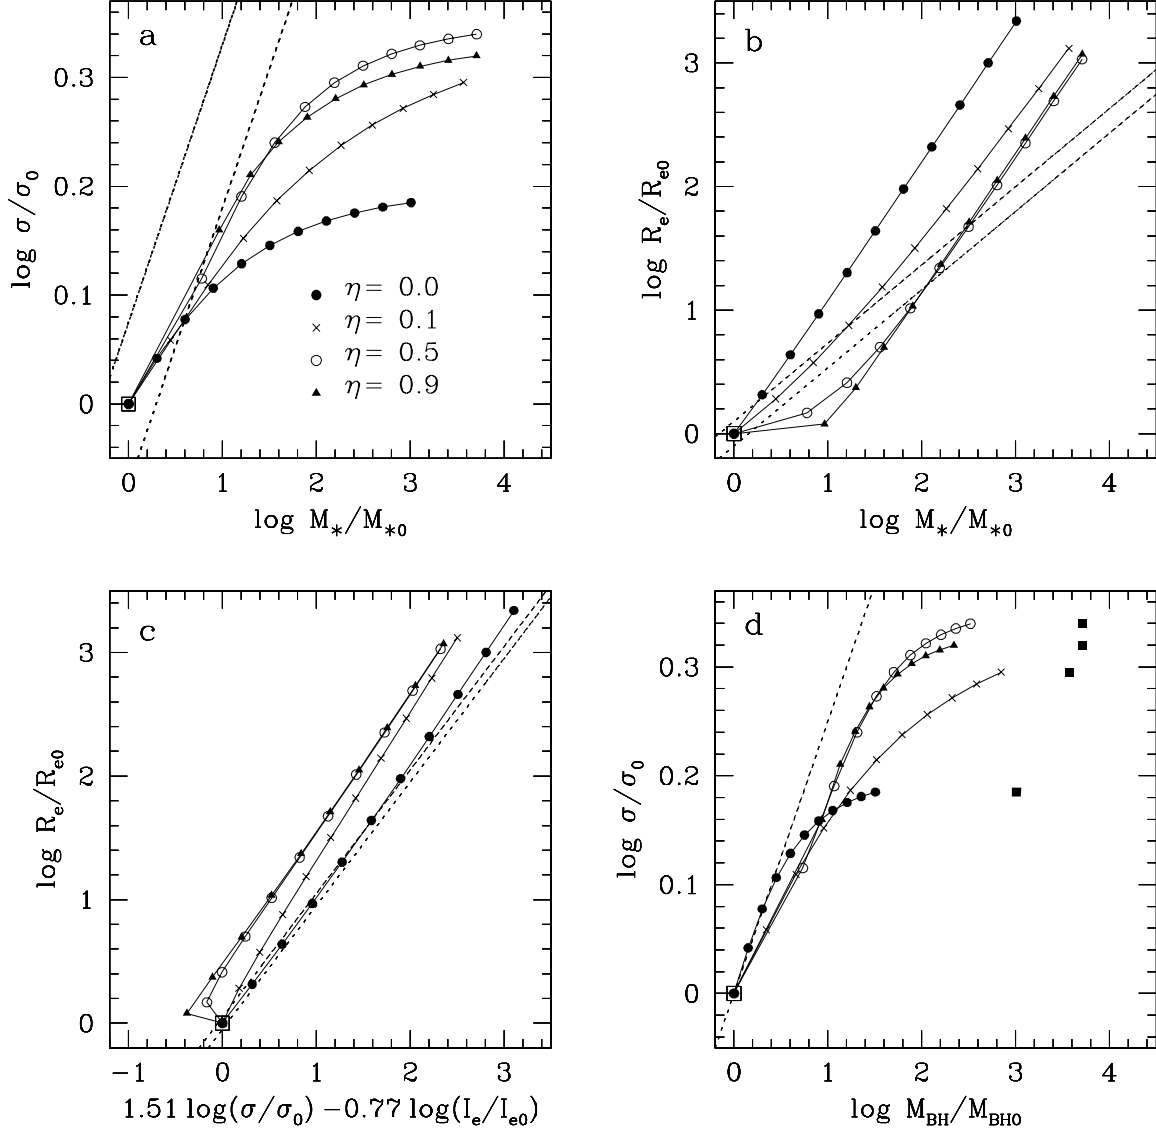 a
log σ/σ0
0.3
0.2
0.1
0
η= 0.0
η= 0.1
η= 0.5
η= 0.9
0 1 2 3 4
log M*/M*0
b
log Re/Re0
3
2
1
0
0 1 2 3 4
log M*/M*0
c
log Re/Re0
3
2
1
0
−1 0 1 2 3
1.51 log(σ/σ0) −0.77 log(Ie/Ie0)
d
log σ/σ0
0.3
0.2
0.1
0
0 1 2 3 4
log MBH/MBH0